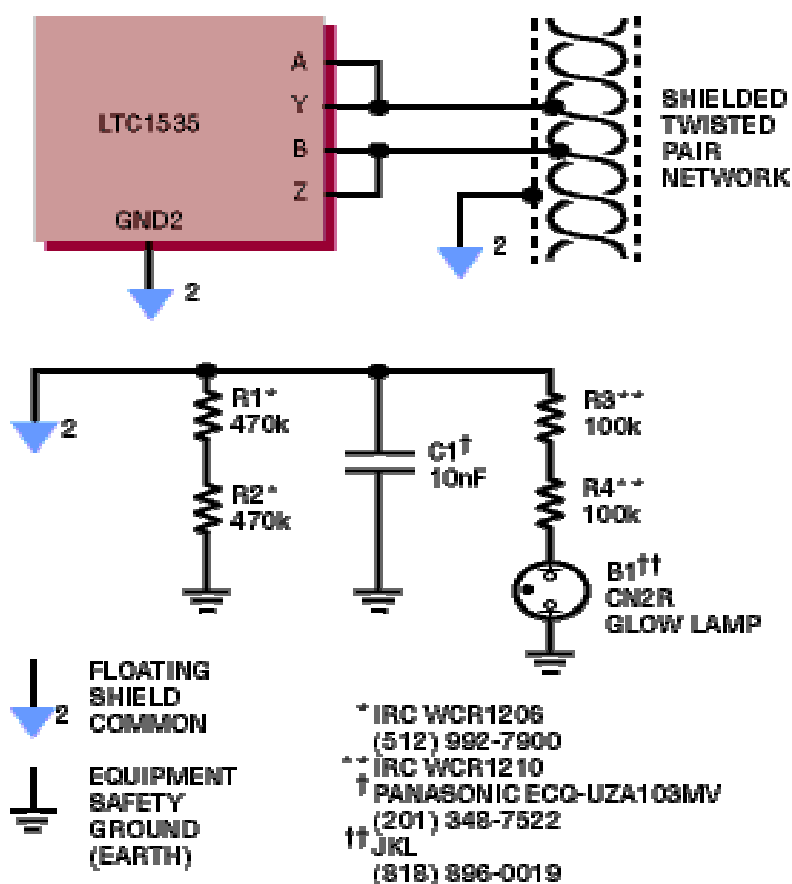 A
Y
LTC1535
B
Z
GND2
2
2
SHIELDED
TWISTED
PAIR
NETWORK
2
R1*
470k
R2*
470k
C1†
10nF
R3**
100k
R4**
100k
B1††
CN2R
GLOW LAMP
2
FLOATING
SHIELD
COMMON
EQUIPMENT
SAFETY
GROUND
(EARTH)
*IRC WCR1206
(512) 992-7900
**IRC WCR1210
†PANASONIC ECQ-UZA103MV
(201) 348-7522
††JKL
(818) 896-0019